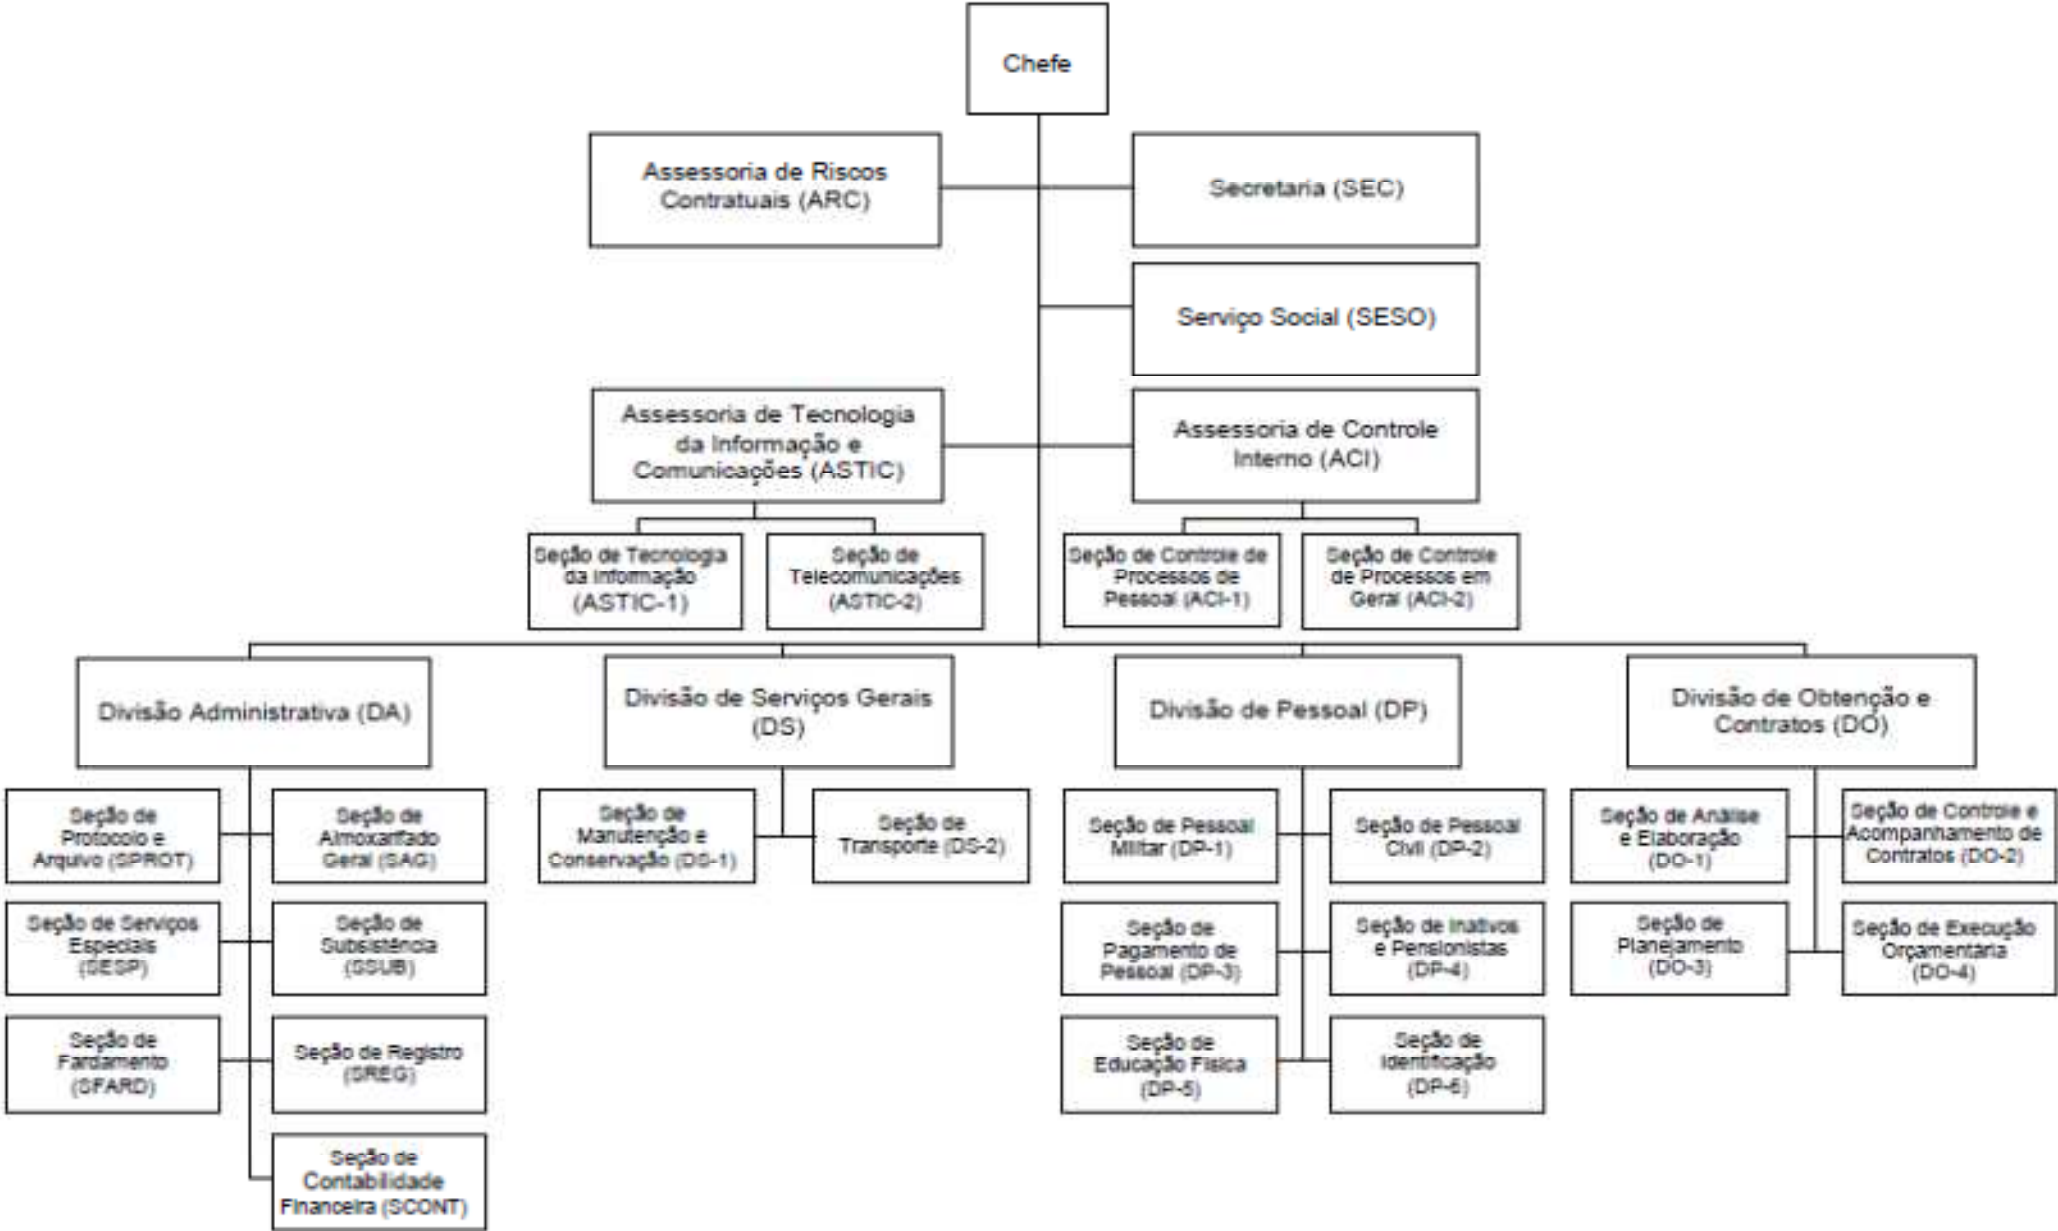 Chefe
Assessoria de Riscos
Contratuais (ARC)
Secretaria (SEC)
Serviço Social (SESO)
Assessoria de Tecnologia
da Informação e
Comunicações (ASTIC)
Assessoria de Controle
Interno (ACI)
Seção de Tecnologia
da Informação
(ASTIC-1)
Seção de
Telecomunicações
(ASTIC-2)
Seção de Controle de
Processos de
Pessoal (ACI-1)
Seção de Controle
de Processos em
Geral (ACI-2)
Divisão Administrativa (DA)
Divisão de Serviços Gerais
(DS)
Divisão de Pessoal (DP)
Divisão de Obtenção e
Contratos (DO)
Seção de
Protocolo e
Arquivo (SPROT)
Seção de
Almoxarifado
Geral (SAG)
Seção de
Manutenção e
Conservação (DS-1)
Seção de
Transporte (DS-2)
Seção de Pessoal
Militar (DP-1)
Seção de Pessoal
Civil (DP-2)
Seção de Análise
e Elaboração
(DO-1)
Seção de Controle e
Acompanhamento de
Contratos (DO-2)
Seção de Serviços
Especiais
(SESP)
Seção de
Subsistência
(SSUB)
Seção de
Pagamento de
Pessoal (DP-3)
Seção de Inativos
e Pensionistas
(DP-4)
Seção de
Planejamento
(DO-3)
Seção de Execução
Orçamentária
(DO-4)
Seção de
Fardamento
(SFARD)
Seção de Registro
(SREG)
Seção de
Educação Física
(DP-5)
Seção de
Identificação
(DP-6)
Seção de
Contabilidade
Financeira (SCONT)